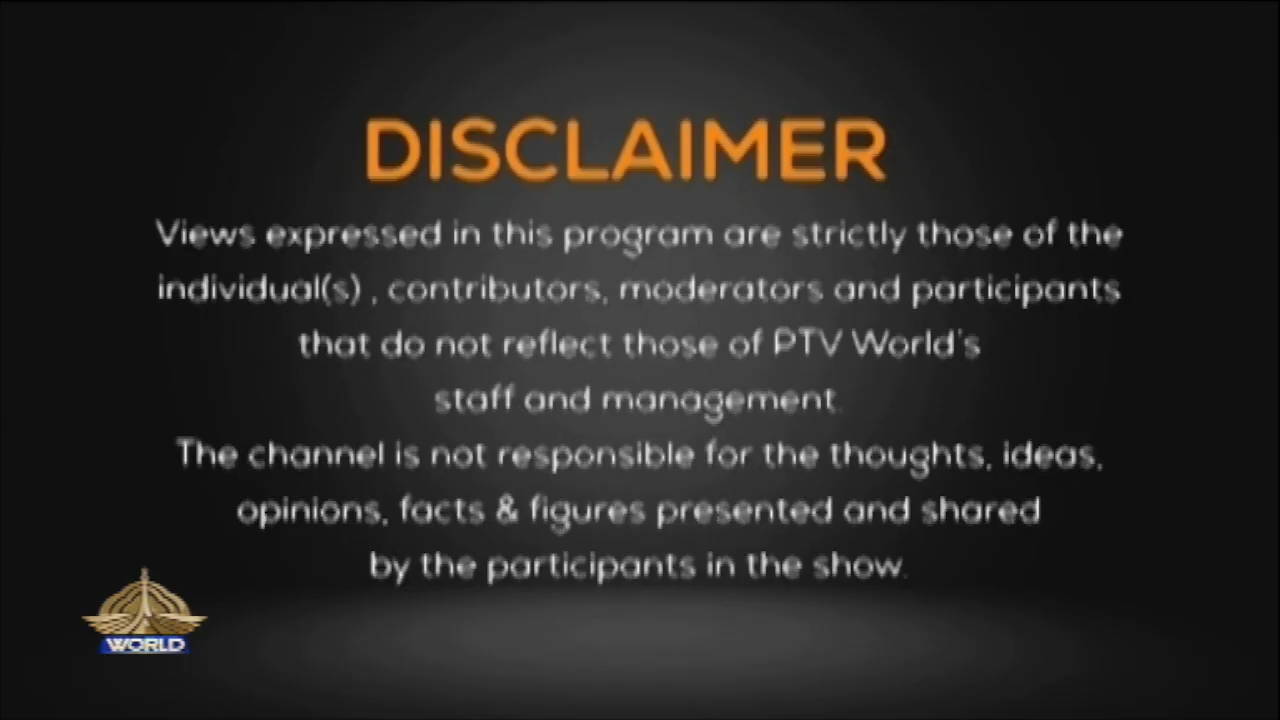 DISCLAIMER
Views expressed in this program are strictly those of the
individual(s) , contributors, moderators and participants
that do not reflect those of PTV World's
staff and management.
The channel is not responsible for the thoughts, ideas,
opinions, facts & figures presented and shared
by the participants in the show.
WORLD